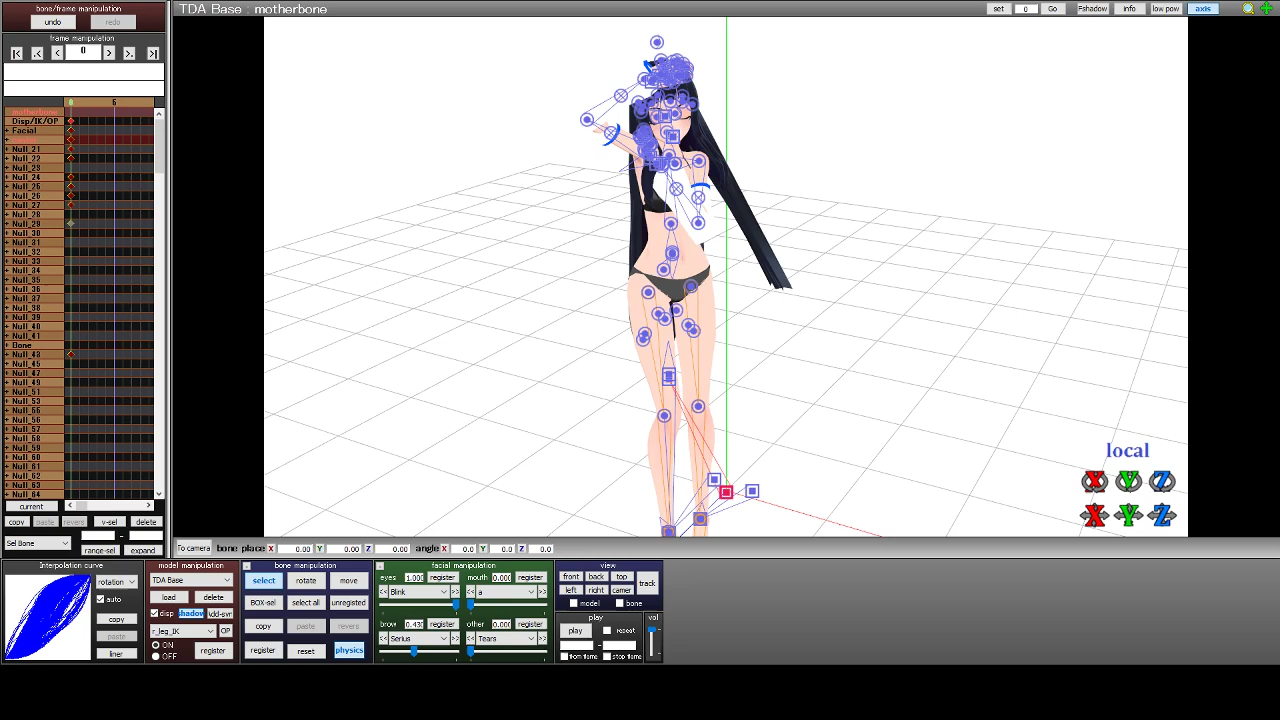 bone/frame manipulation
undo redo
frame manipulation
0
TDA Base : motherbone
set 0 Go Fshadow info low pow axis
0 6
motherbone
Disp/IK/OP
+ Facial
+ Null_21
+ Null_22
+ Null_23
+ Null_24
+ Null_25
+ Null_26
+ Null_27
+ Null_28
+ Null_29
+ Null_30
+ Null_31
+ Null_32
+ Null_33
+ Null_34
+ Null_35
+ Null_36
+ Null_37
+ Null_38
+ Null_39
+ Null_40
+ Null_41
+ Bone
+ Null_43
+ Null_45
+ Null_47
+ Null_49
+ Null_51
+ Null_53
+ Null_56
+ Null_57
+ Null_58
+ Null_59
+ Null_60
+ Null_61
+ Null_62
+ Null_63
+ Null_64
local
X Y Z
X Y Z
current
copy paste revers v-sel delete
-
Sel Bone range-sel expand
To camera bone place X 0.00 Y 0.00 Z 0.00 angle X 0.0 Y 0.0 Z 0.0
Interpolation curve
rotation
auto
copy
paste
liner
model manipulation
TDA Base
load delete
disp shadow dd-svr
r_leg_IK OP
ON
OFF
register
bone manipulation
select rotate move
BOX-sel select all unregisted
copy paste revers
register reset physics
facial manipulation
eyes 1.000 register mouth 0.000 register
<< Blink >> << a >>
brow 0.430 register other 0.000 register
<< Serius >> << Tears >>
view
front back top track
left right camer
model bone
play
play repeat
-
from flame stop flame
vol